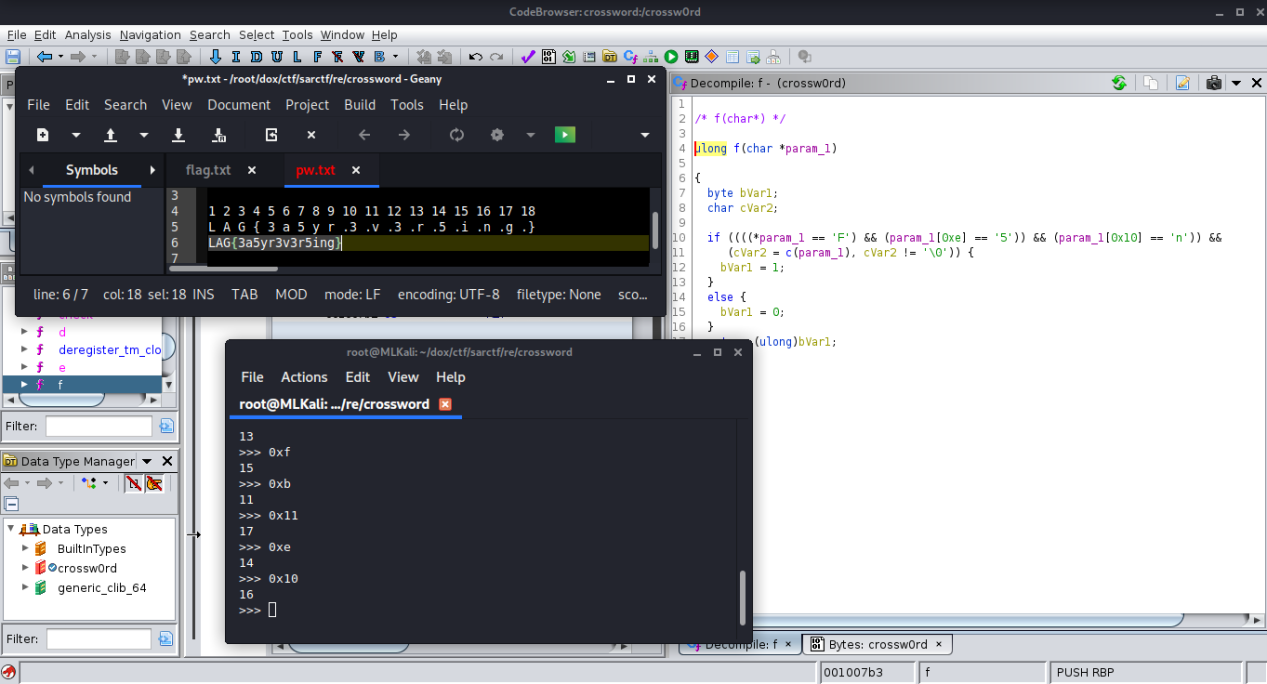 CodeBrowser: crossword:/crossw0rd
File Edit Analysis Navigation Search Select Tools Window Help
I D U L F
*pw.txt - /root/dox/ctf/sarctf/re/crossword - Geany
File Edit Search View Document Project Build Tools Help
Symbols
flag.txt
pw.txt
No symbols found
3
4 1 2 3 4 5 6 7 8 9 10 11 12 13 14 15 16 17 18
5 L A G { 3 a 5 y r .3 .v .3 .r .5 .i .n .g .}
6 LAG{3a5yr3v3r5ing}
7
line: 6 / 7 col: 18 sel: 18 INS TAB MOD mode: LF encoding: UTF-8 filetype: None sco...
Decompile: f - (crossw0rd)
1
2 /* f(char*) */
3
4 ulong f(char *param_1)
5
6 {
7 byte bVar1;
8 char cVar2;
9
10 if ((((*param_1 == 'F') && (param_1[0xe] == '5')) && (param_1[0x10] == 'n')) &&
11 (cVar2 = c(param_1), cVar2 != '\0')) {
12 bVar1 = 1;
13 }
14 else {
15 bVar1 = 0;
16 }
(ulong)bVar1;
d
deregister_tm_clo
e
f
Filter:
Data Type Manager
Data Types
BuiltInTypes
crossw0rd
generic_clib_64
Filter:
root@MLKali: ~/dox/ctf/sarctf/re/crossword
File Actions Edit View Help
root@MLKali: .../re/crossword
13
>>> 0xf
15
>>> 0xb
11
>>> 0x11
17
>>> 0xe
14
>>> 0x10
16
>>>
Decompile: f
Bytes: crossw0rd
001007b3
f
PUSH RBP